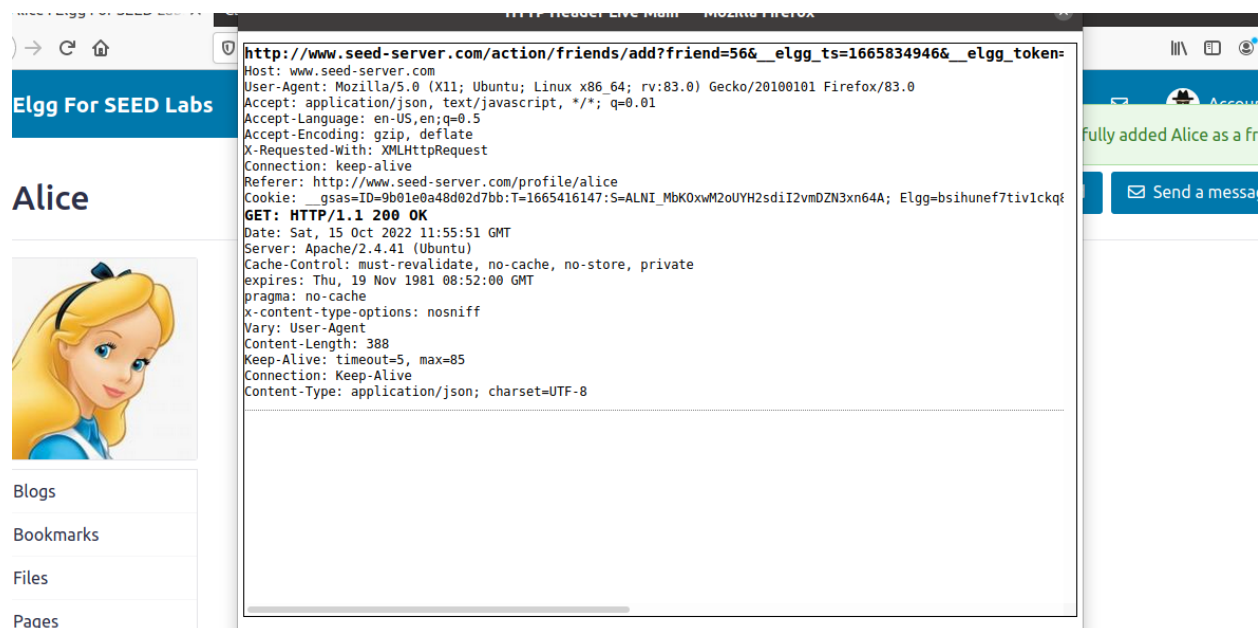 HTTP Header Live Main — Mozilla Firefox
Elgg For SEED Labs
Account
fully added Alice as a fr
Alice
Send a messag
http://www.seed-server.com/action/friends/add?friend=56&__elgg_ts=1665834946&__elgg_token=
Host: www.seed-server.com
User-Agent: Mozilla/5.0 (X11; Ubuntu; Linux x86_64; rv:83.0) Gecko/20100101 Firefox/83.0
Accept: application/json, text/javascript, */*; q=0.01
Accept-Language: en-US,en;q=0.5
Accept-Encoding: gzip, deflate
X-Requested-With: XMLHttpRequest
Connection: keep-alive
Referer: http://www.seed-server.com/profile/alice
Cookie: __gsas=ID=9b01e0a48d02d7bb:T=1665416147:S=ALNI_MbKOxwM2oUYH2sdiI2vmDZN3xn64A; Elgg=bsihunef7tiv1ckq8
GET: HTTP/1.1 200 OK
Date: Sat, 15 Oct 2022 11:55:51 GMT
Server: Apache/2.4.41 (Ubuntu)
Cache-Control: must-revalidate, no-cache, no-store, private
expires: Thu, 19 Nov 1981 08:52:00 GMT
pragma: no-cache
x-content-type-options: nosniff
Vary: User-Agent
Content-Length: 388
Keep-Alive: timeout=5, max=85
Connection: Keep-Alive
Content-Type: application/json; charset=UTF-8
Blogs
Bookmarks
Files
Pages